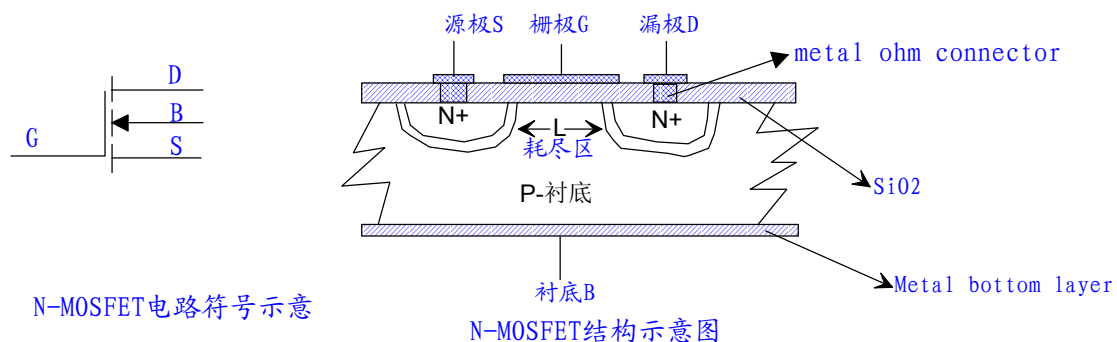 D
B
G
S
N-MOSFET电路符号示意
源极S
栅极G
漏极D
metal ohm connector
N+
L
N+
耗尽区
P-衬底
SiO2
衬底B
Metal bottom layer
N-MOSFET结构示意图